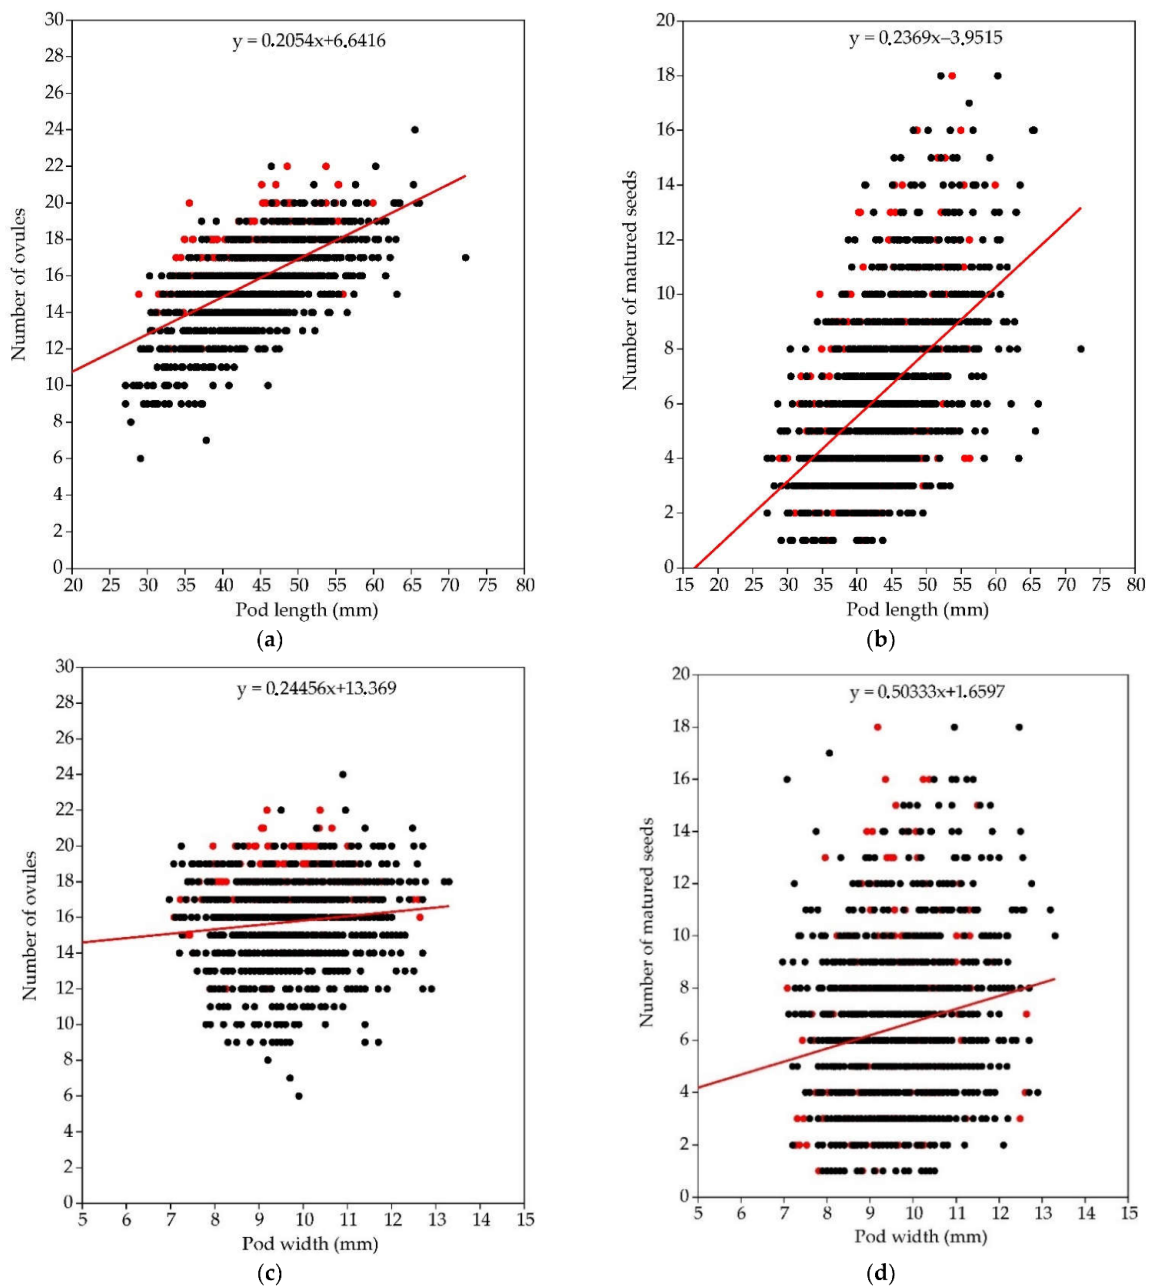 y = 0.2054x+6.6416
Number of ovules
30
28
26
24
22
20
18
16
14
12
10
8
6
4
2
0
20 30 35 40 45 50 55 60 65 70 75 80
Pod length (mm)
(a)
y = 0.2369x–3.9515
Number of matured seeds
20
18
16
14
12
10
8
6
4
2
0
15 20 25 30 35 40 45 50 55 60 65 70 75 80
Pod length (mm)
(b)
y = 0.24456x+13.369
Number of ovules
30
28
26
24
22
20
18
16
14
12
10
8
6
4
2
0
5 6 7 8 9 10 11 12 13 14 15
Pod width (mm)
(c)
y = 0.50333x+1.6597
Number of matured seeds
20
18
16
14
12
10
8
6
4
2
0
5 6 7 8 9 10 11 12 13 14 15
Pod width (mm)
(d)